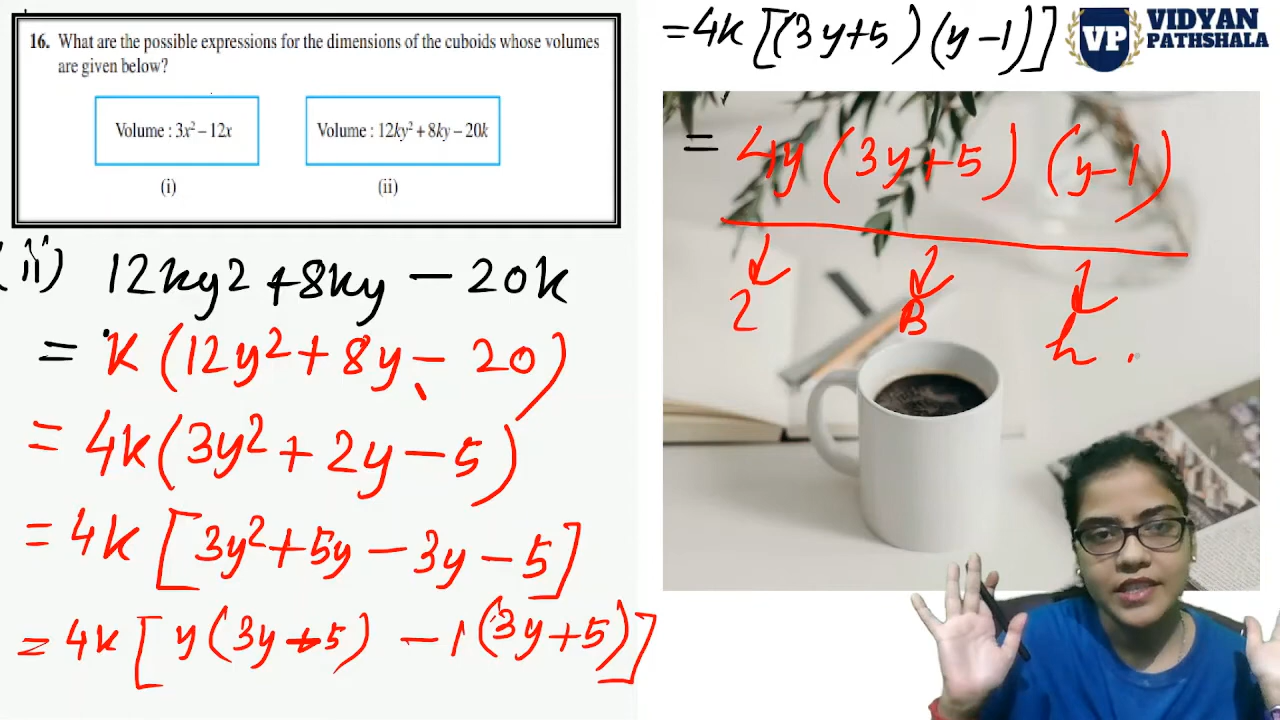 16. What are the possible expressions for the dimensions of the cuboids whose volumes
are given below?
Volume : 3x² – 12x
Volume : 12ky² + 8ky – 20k
(i)
(ii)
(ii) 12ky2 + 8ky – 20k
= k (12y² + 8y – 20)
= 4k (3y² + 2y – 5)
= 4k [3y² + 5y – 3y – 5]
= 4k [y(3y+5) – 1(3y+5)]
= 4k [(3y+5) (y–1)]
VIDYAN
PATHSHALA
VP
= 4y (3y+5) (y–1)
l B h